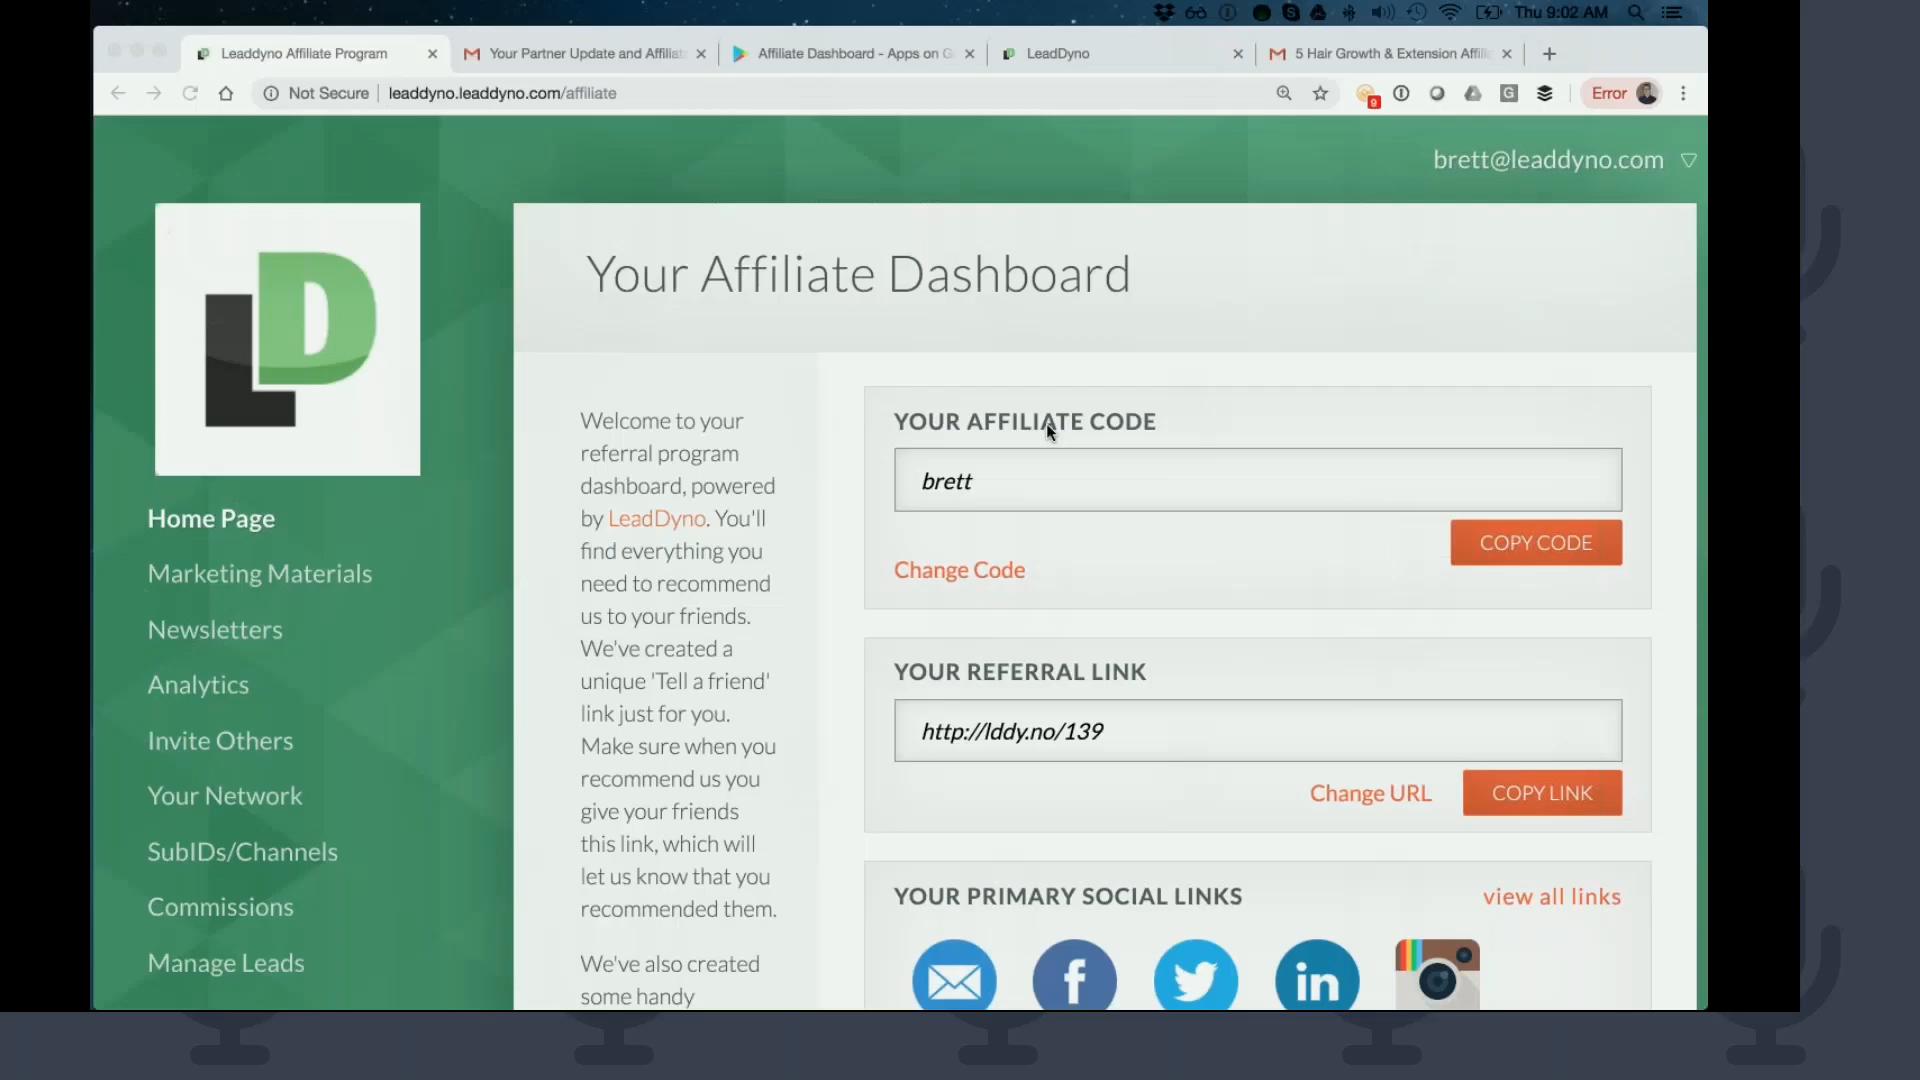 Thu 9:02 AM
Leaddyno Affiliate Program
Your Partner Update and Affiliat
Affiliate Dashboard - Apps on G
LeadDyno
5 Hair Growth & Extension Affili
Not Secure
leaddyno.leaddyno.com/affiliate
9
G
Error
brett@leaddyno.com
LD
Your Affiliate Dashboard
Home Page
Marketing Materials
Newsletters
Analytics
Invite Others
Your Network
SubIDs/Channels
Commissions
Manage Leads
Welcome to your
referral program
dashboard, powered
by LeadDyno. You'll
find everything you
need to recommend
us to your friends.
We've created a
unique 'Tell a friend'
link just for you.
Make sure when you
recommend us you
give your friends
this link, which will
let us know that you
recommended them.
We've also created
some handy
YOUR AFFILIATE CODE
brett
COPY CODE
Change Code
YOUR REFERRAL LINK
http://lddy.no/139
Change URL
COPY LINK
YOUR PRIMARY SOCIAL LINKS
view all links
f
in